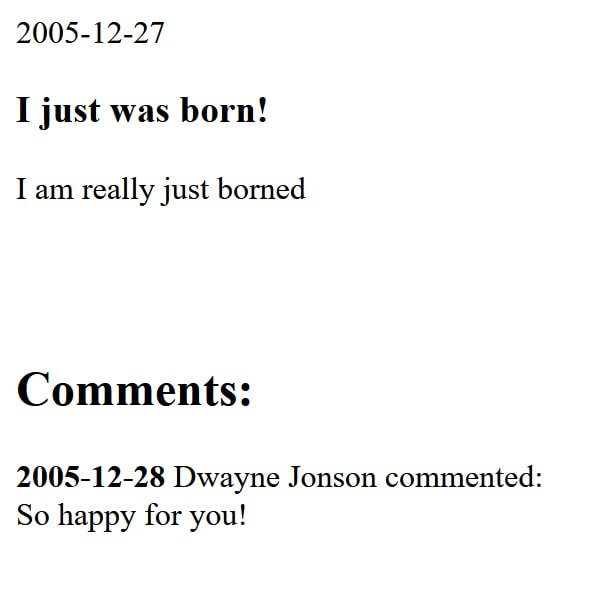 2005-12-27
I just was born!
I am really just borned
Comments:
2005-12-28 Dwayne Jonson commented:
So happy for you!